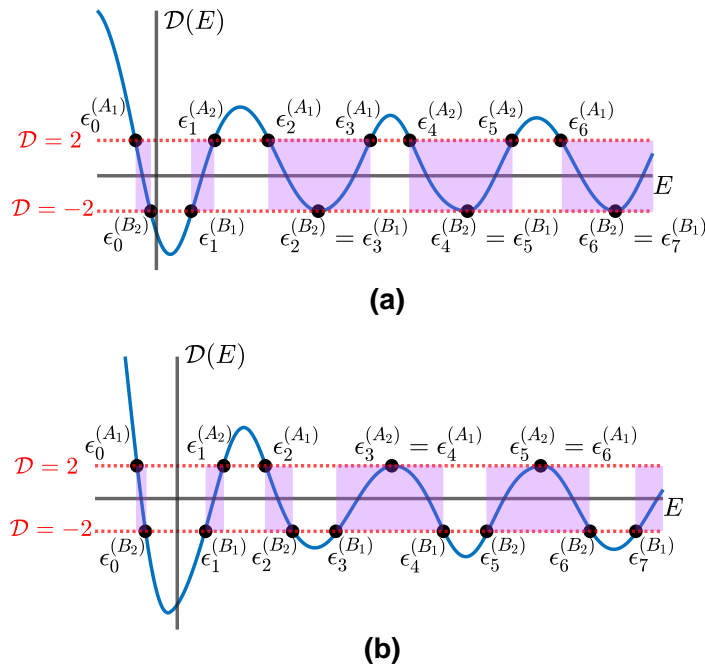 𝒟(E)
ϵ₀^(A₁) ϵ₁^(A₂) ϵ₂^(A₁) ϵ₃^(A₁) ϵ₄^(A₂) ϵ₅^(A₂) ϵ₆^(A₁)
𝒟 = 2
E
𝒟 = −2
ϵ₀^(B₂) ϵ₁^(B₁) ϵ₂^(B₂) = ϵ₃^(B₁) ϵ₄^(B₂) = ϵ₅^(B₁) ϵ₆^(B₂) = ϵ₇^(B₁)
(a)
𝒟(E)
ϵ₀^(A₁) ϵ₁^(A₂) ϵ₂^(A₁) ϵ₃^(A₂) = ϵ₄^(A₁) ϵ₅^(A₂) = ϵ₆^(A₁)
𝒟 = 2
E
𝒟 = −2
ϵ₀^(B₂) ϵ₁^(B₁) ϵ₂^(B₂) ϵ₃^(B₁) ϵ₄^(B₁) ϵ₅^(B₂) ϵ₆^(B₂) ϵ₇^(B₁)
(b)